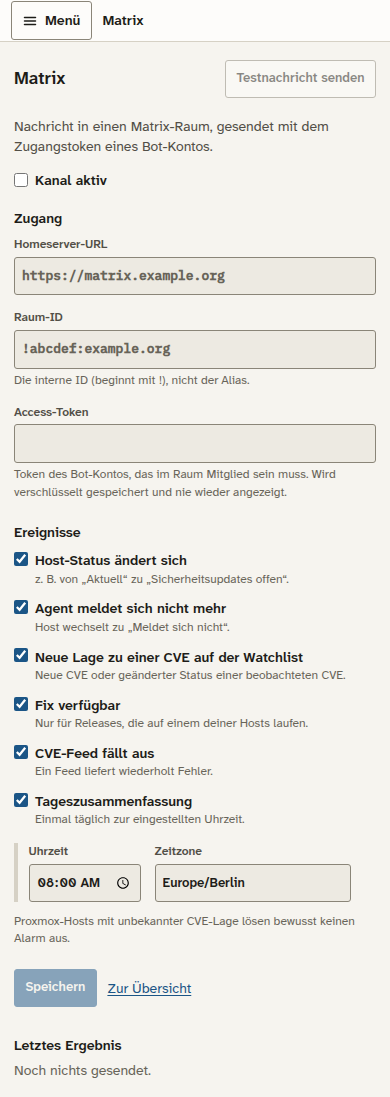 Menü Matrix
Matrix
Testnachricht senden
Nachricht in einen Matrix-Raum, gesendet mit dem
Zugangstoken eines Bot-Kontos.
Kanal aktiv
Zugang
Homeserver-URL
https://matrix.example.org
Raum-ID
!abcdef:example.org
Die interne ID (beginnt mit !), nicht der Alias.
Access-Token
Token des Bot-Kontos, das im Raum Mitglied sein muss. Wird
verschlüsselt gespeichert und nie wieder angezeigt.
Ereignisse
Host-Status ändert sich
z. B. von „Aktuell“ zu „Sicherheitsupdates offen“.
Agent meldet sich nicht mehr
Host wechselt zu „Meldet sich nicht“.
Neue Lage zu einer CVE auf der Watchlist
Neue CVE oder geänderter Status einer beobachteten CVE.
Fix verfügbar
Nur für Releases, die auf einem deiner Hosts laufen.
CVE-Feed fällt aus
Ein Feed liefert wiederholt Fehler.
Tageszusammenfassung
Einmal täglich zur eingestellten Uhrzeit.
Uhrzeit Zeitzone
08:00 AM Europe/Berlin
Proxmox-Hosts mit unbekannter CVE-Lage lösen bewusst keinen
Alarm aus.
Speichern Zur Übersicht
Letztes Ergebnis
Noch nichts gesendet.